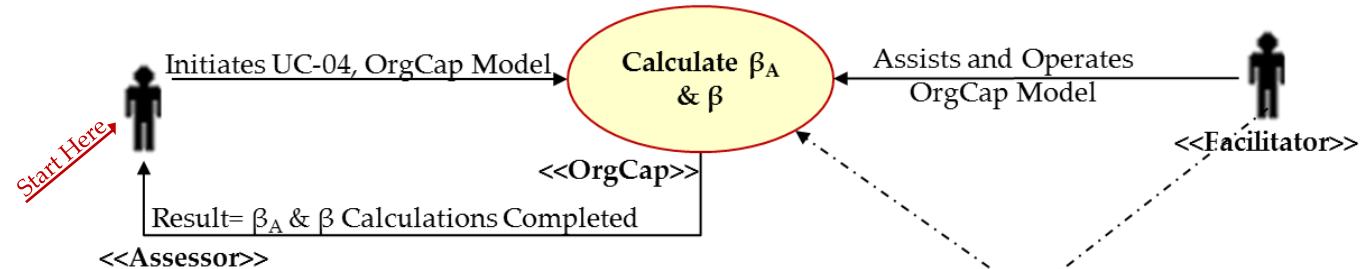 Initiates UC-04, OrgCap Model
Calculate βA
& β
Assists and Operates
OrgCap Model
Start Here
<<Facilitator>>
<<OrgCap>>
Result= βA & β Calculations Completed
<<Assessor>>